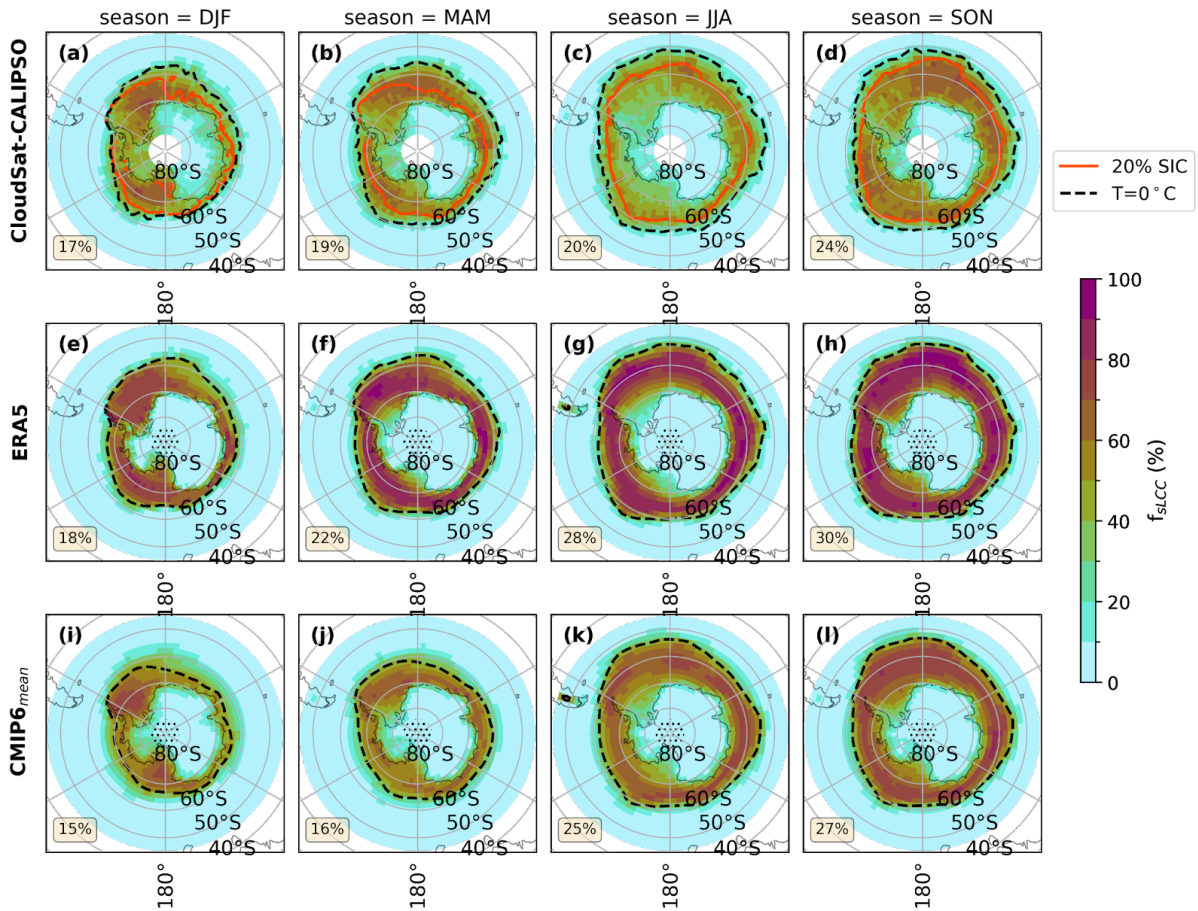 season = DJF
season = MAM
season = JJA
season = SON
CloudSat-CALIPSO
(a)
80°S
60°S
50°S
40°S
17%
180°
(b)
80°S
60°S
50°S
40°S
19%
180°
(c)
80°S
60°S
50°S
40°S
20%
180°
(d)
80°S
60°S
50°S
40°S
24%
180°
20% SIC
T=0°C
ERA5
(e)
80°S
60°S
50°S
40°S
18%
180°
(f)
80°S
60°S
50°S
40°S
22%
180°
(g)
80°S
60°S
50°S
40°S
28%
180°
(h)
80°S
60°S
50°S
40°S
30%
180°
CMIP6mean
(i)
80°S
60°S
50°S
40°S
15%
180°
(j)
80°S
60°S
50°S
40°S
16%
180°
(k)
80°S
60°S
50°S
40°S
25%
180°
(l)
80°S
60°S
50°S
40°S
27%
180°
100
80
60
40
20
0
fsLCC (%)